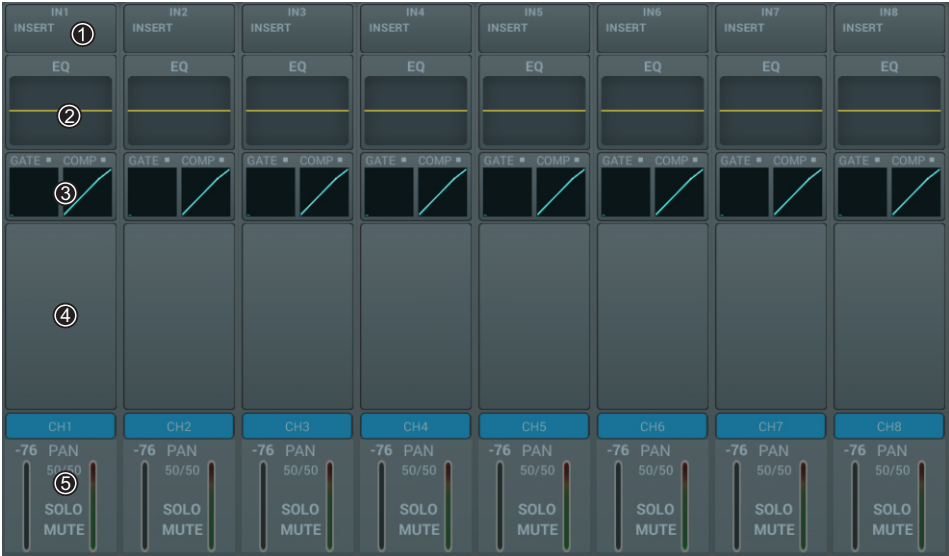 IN1 IN2 IN3 IN4 IN5 IN6 IN7 IN8
INSERT ① INSERT INSERT INSERT INSERT INSERT INSERT INSERT
EQ EQ EQ EQ EQ EQ EQ EQ
②
GATE COMP GATE COMP GATE COMP GATE COMP GATE COMP GATE COMP GATE COMP GATE COMP
③
④
CH1 CH2 CH3 CH4 CH5 CH6 CH7 CH8
-76 PAN -76 PAN -76 PAN -76 PAN -76 PAN -76 PAN -76 PAN -76 PAN
50/50 50/50 50/50 50/50 50/50 50/50 50/50 50/50
⑤
SOLO SOLO SOLO SOLO SOLO SOLO SOLO SOLO
MUTE MUTE MUTE MUTE MUTE MUTE MUTE MUTE